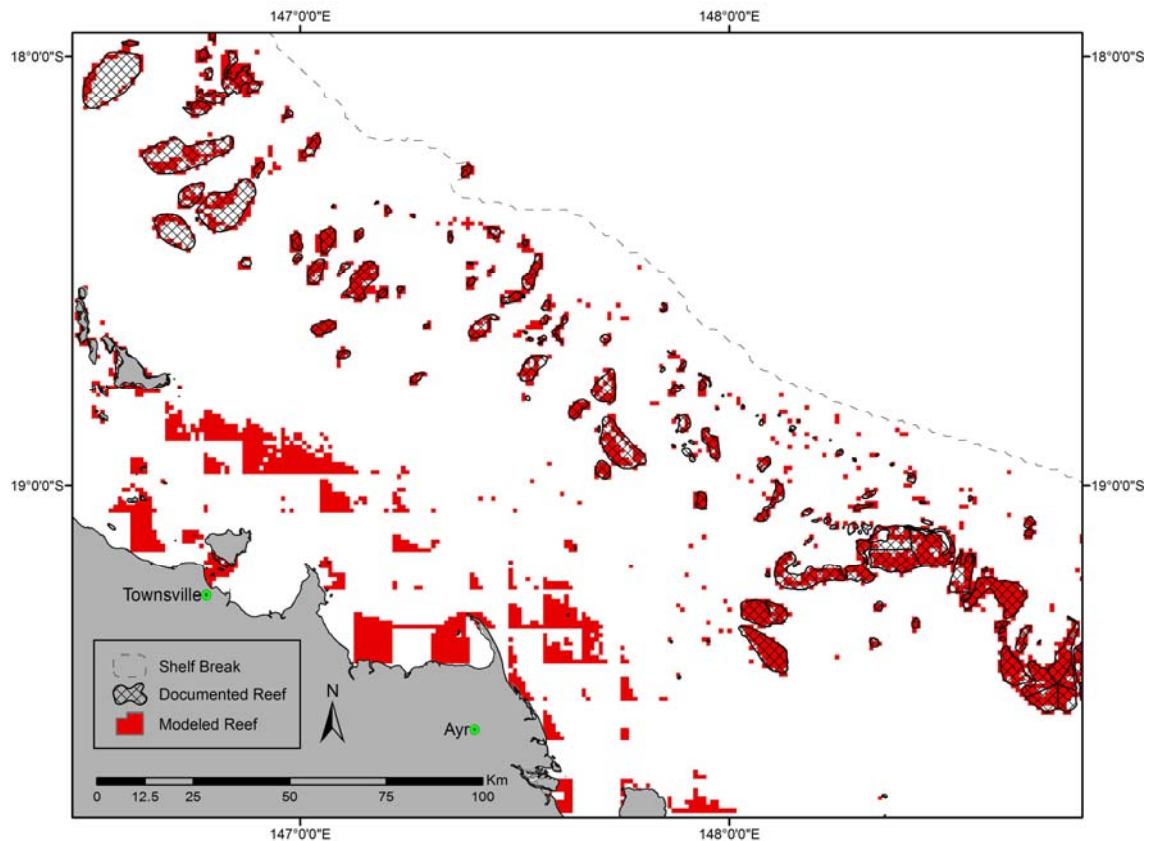 147°0'0"E 148°0'0"E
18°0'0"S 18°0'0"S
19°0'0"S 19°0'0"S
Townsville
Shelf Break
Documented Reef
Modeled Reef
N
Ayr
Km
0 12.5 25 50 75 100
147°0'0"E 148°0'0"E